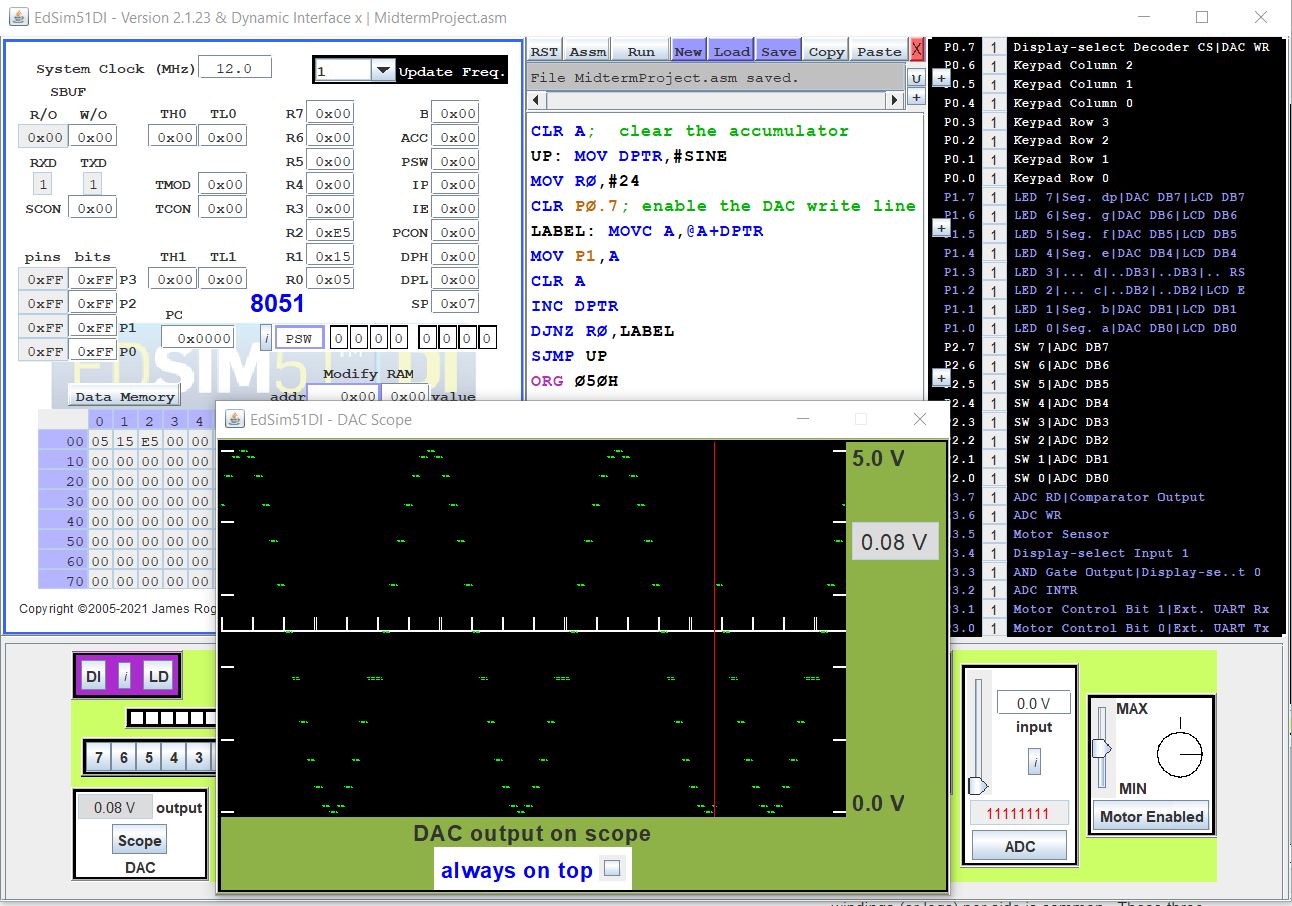 EdSim51DI - Version 2.1.23 & Dynamic Interface x | MidtermProject.asm
System Clock (MHz) 12.0
1 Update Freq.
SBUF
R/O W/O TH0 TL0 R7 0x00 B 0x00
0x00 0x00 0x00 0x00 R6 0x00 ACC 0x00
RXD TXD R5 0x00 PSW 0x00
1 1 TMOD 0x00 R4 0x00 IP 0x00
SCON 0x00 TCON 0x00 R3 0x00 IE 0x00
R2 0xE5 PCON 0x00
pins bits TH1 TL1 R1 0x15 DPH 0x00
0xFF 0xFF P3 0x00 0x00 R0 0x05 DPL 0x00
0xFF 0xFF P2 8051 SP 0x07
0xFF 0xFF P1 PC
0x0000 i PSW 0 0 0 0 0 0 0 0
0xFF 0xFF P0
Modify RAM
Data Memory addr 0x00 0x00 value
0 1 2 3 4
00 05 15 E5 00 00
10 00 00 00 00 00
20 00 00 00 00 00
30 00 00 00 00 00
40 00 00 00 00 00
50 00 00 00 00 00
60 00 00 00 00 00
70 00 00 00 00 00
Copyright ©2005-2021 James Rog
RST Assm Run New Load Save Copy Paste X
File MidtermProject.asm saved. U
+
CLR A; clear the accumulator
UP: MOV DPTR,#SINE
MOV RØ,#24
CLR PØ.7; enable the DAC write line
LABEL: MOVC A,@A+DPTR
MOV P1,A
CLR A
INC DPTR
DJNZ RØ,LABEL
SJMP UP
ORG Ø5ØH
P0.7 1 Display-select Decoder CS|DAC WR
P0.6 1 Keypad Column 2
+ 0.5 1 Keypad Column 1
P0.4 1 Keypad Column 0
P0.3 1 Keypad Row 3
P0.2 1 Keypad Row 2
P0.1 1 Keypad Row 1
P0.0 1 Keypad Row 0
P1.7 1 LED 7|Seg. dp|DAC DB7|LCD DB7
P1.6 1 LED 6|Seg. g|DAC DB6|LCD DB6
+ 1.5 1 LED 5|Seg. f|DAC DB5|LCD DB5
P1.4 1 LED 4|Seg. e|DAC DB4|LCD DB4
P1.3 1 LED 3|... d|..DB3|..DB3|.. RS
P1.2 1 LED 2|... c|..DB2|..DB2|LCD E
P1.1 1 LED 1|Seg. b|DAC DB1|LCD DB1
P1.0 1 LED 0|Seg. a|DAC DB0|LCD DB0
P2.7 1 SW 7|ADC DB7
P2.6 1 SW 6|ADC DB6
+ 2.5 1 SW 5|ADC DB5
P2.4 1 SW 4|ADC DB4
2.3 1 SW 3|ADC DB3
2.2 1 SW 2|ADC DB2
2.1 1 SW 1|ADC DB1
2.0 1 SW 0|ADC DB0
3.7 1 ADC RD|Comparator Output
3.6 1 ADC WR
3.5 1 Motor Sensor
3.4 1 Display-select Input 1
3.3 1 AND Gate Output|Display-se..t 0
3.2 1 ADC INTR
3.1 1 Motor Control Bit 1|Ext. UART Rx
3.0 1 Motor Control Bit 0|Ext. UART Tx
EdSim51DI - DAC Scope
5.0 V
0.08 V
0.0 V
DAC output on scope
always on top
DI i LD
7 6 5 4 3
0.08 V output
Scope
DAC
0.0 V
input
i
11111111
ADC
MAX
MIN
Motor Enabled